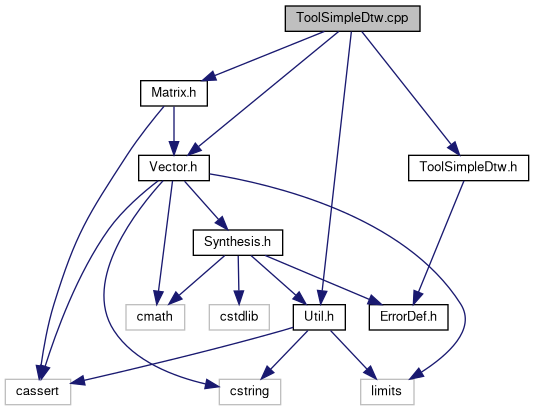 ToolSimpleDtw.cpp
Matrix.h
Vector.h
ToolSimpleDtw.h
Synthesis.h
cmath
cstdlib
Util.h
ErrorDef.h
cassert
cstring
limits